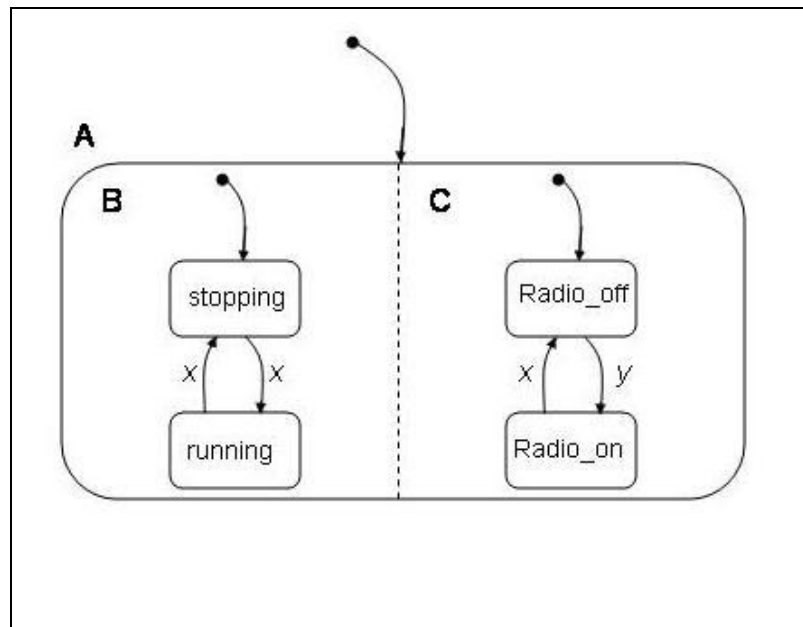 A
B
C
stopping
Radio_off
x
x
x
y
running
Radio_on